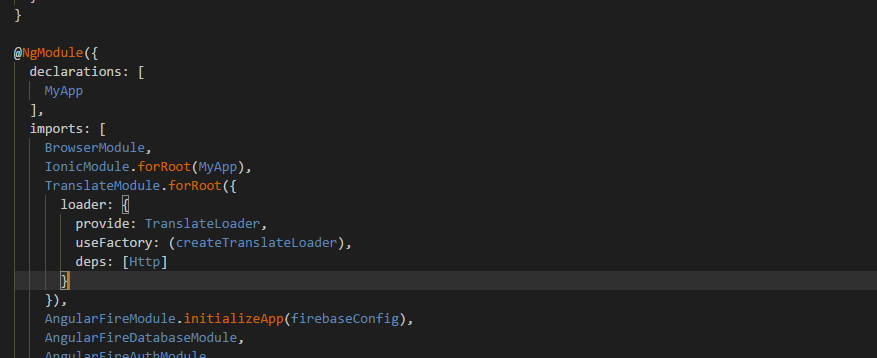 }
@NgModule({
declarations: [
MyApp
],
imports: [
BrowserModule,
IonicModule.forRoot(MyApp),
TranslateModule.forRoot({
loader: {
provide: TranslateLoader,
useFactory: (createTranslateLoader),
deps: [Http]
}
}),
AngularFireModule.initializeApp(firebaseConfig),
AngularFireDatabaseModule,
AngularFireAuthModule